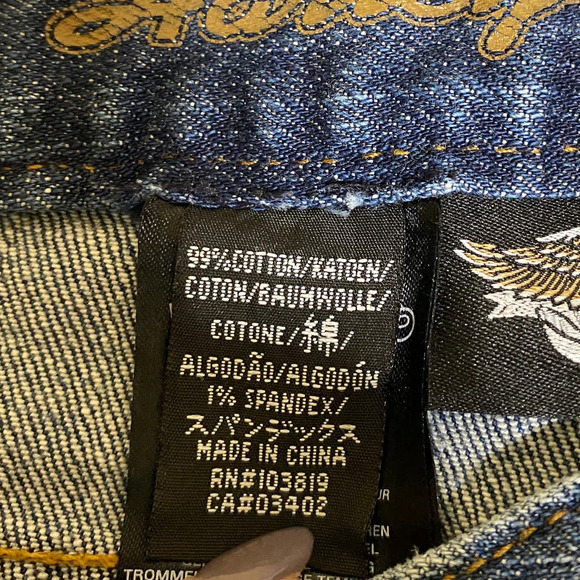 99%COTTON/KATOEN/
COTON/BAUMWOLLE/
COTONE/綿/
ALGODÃO/ALGODÓN
1% SPANDEX/
スパンデックス
MADE IN CHINA
RN#103819
CA#03402